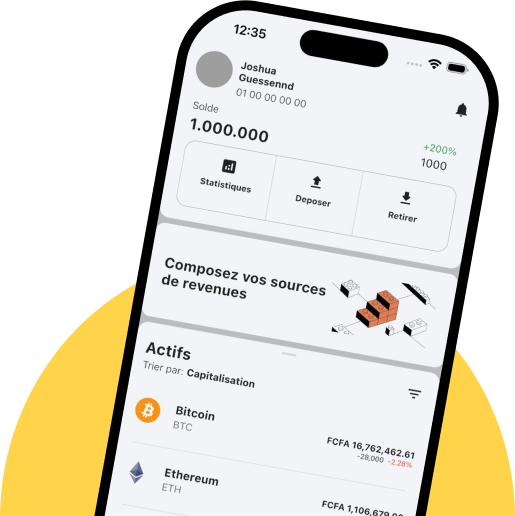 12:35
Joshua
Guessennd
01 00 00 00 00
Solde
1.000.000
+200%
1000
Statistiques
Deposer
Retirer
Composez vos sources
de revenues
Actifs
Trier par: Capitalisation
Bitcoin
BTC
FCFA 16,762,462.61
-28,000 -2.28%
Ethereum
ETH
FCFA 1,106,679.00